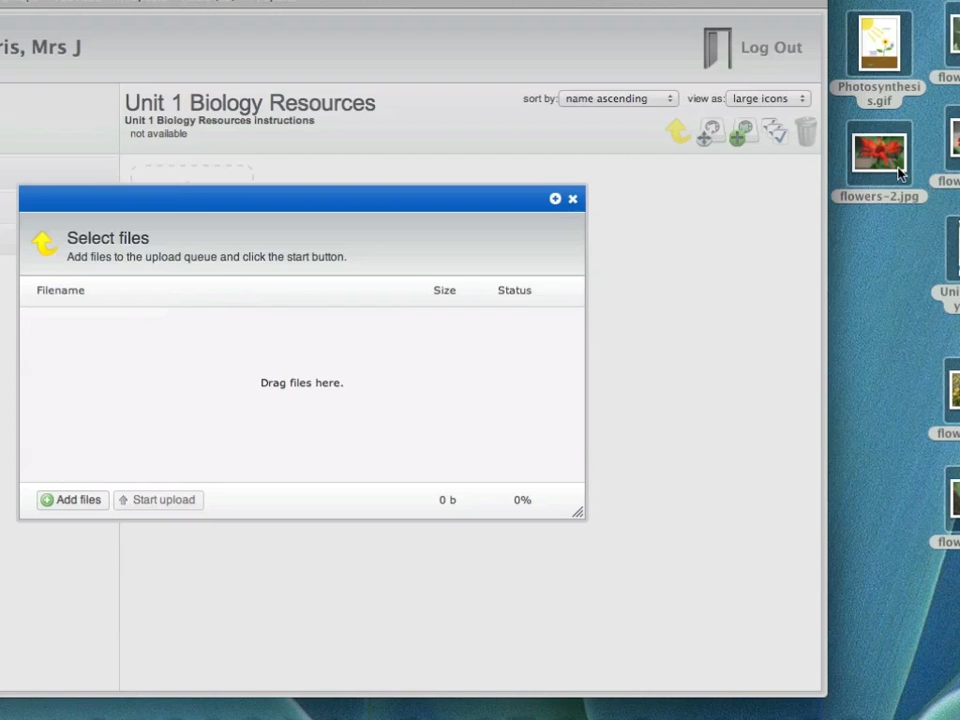 ris, Mrs J
Log Out
Unit 1 Biology Resources
Unit 1 Biology Resources instructions
not available
sort by: name ascending
view as: large icons
Select files
Add files to the upload queue and click the start button.
Filename Size Status
Drag files here.
Add files Start upload 0 b 0%
Photosynthesi
s.gif
flowers-2.jpg
flow
flow
Uni
y
flow
flow